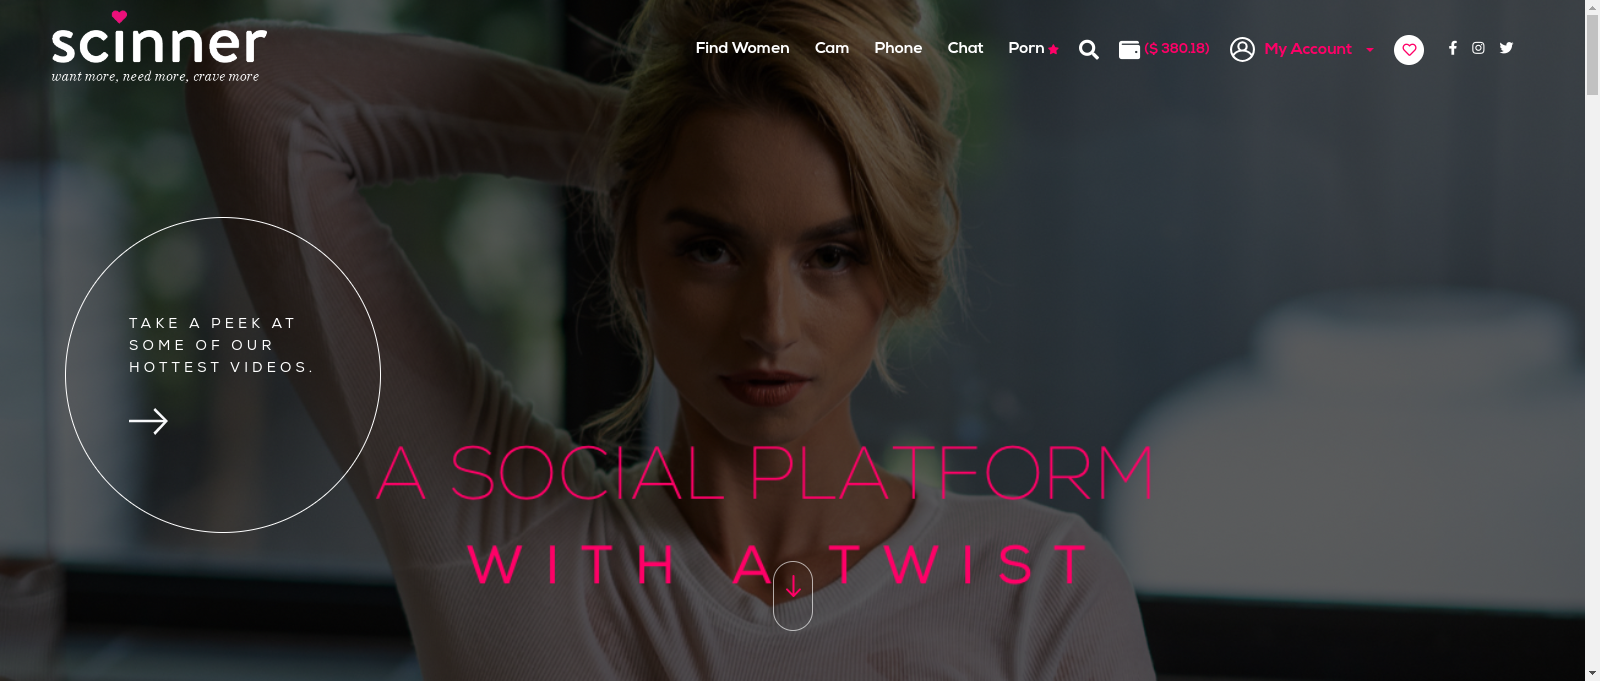 scinner
want more, need more, crave more
Find Women Cam Phone Chat Porn ($ 380.18) My Account
TAKE A PEEK AT
SOME OF OUR
HOTTEST VIDEOS.
A SOCIAL PLATFORM
WITH A TWIST